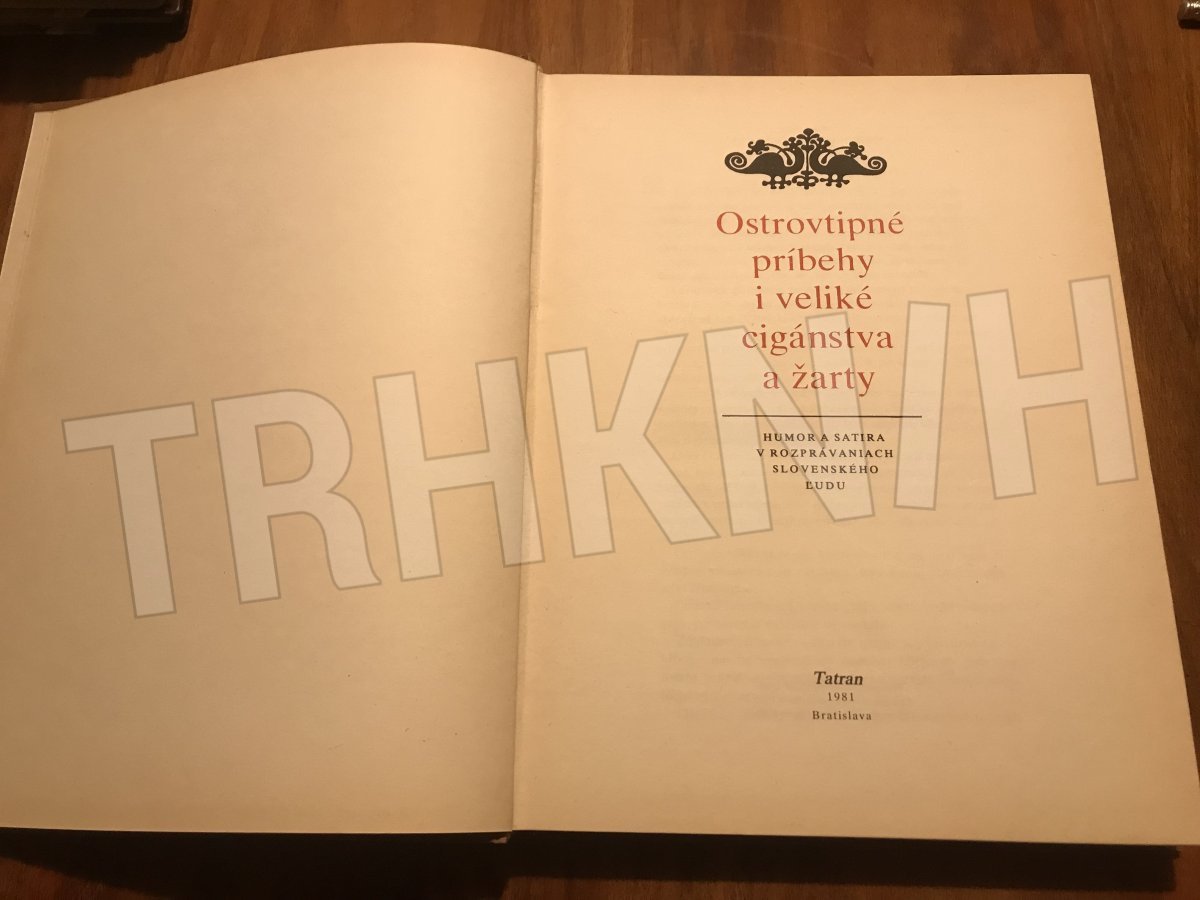 Ostrovtipné
príbehy
i veliké
cigánstva
a žarty
HUMOR A SATIRA
V ROZPRÁVANIACH
SLOVENSKÉHO
ĽUDU
TRHKNIH
Tatran
1981
Bratislava